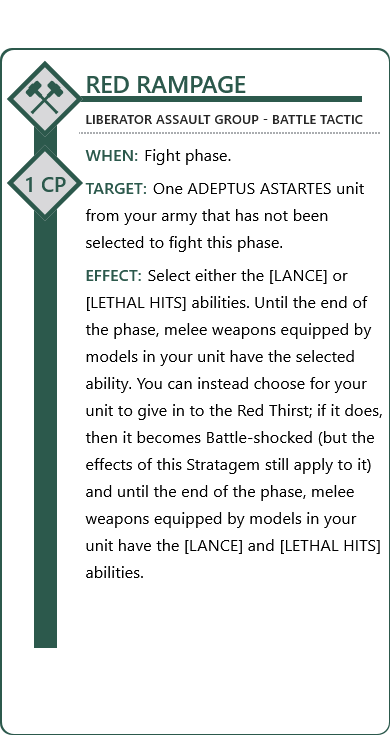 RED RAMPAGE
LIBERATOR ASSAULT GROUP - BATTLE TACTIC
WHEN: Fight phase.
1 CP
TARGET: One ADEPTUS ASTARTES unit
from your army that has not been
selected to fight this phase.
EFFECT: Select either the [LANCE] or
[LETHAL HITS] abilities. Until the end of
the phase, melee weapons equipped by
models in your unit have the selected
ability. You can instead choose for your
unit to give in to the Red Thirst; if it does,
then it becomes Battle-shocked (but the
effects of this Stratagem still apply to it)
and until the end of the phase, melee
weapons equipped by models in your
unit have the [LANCE] and [LETHAL HITS]
abilities.